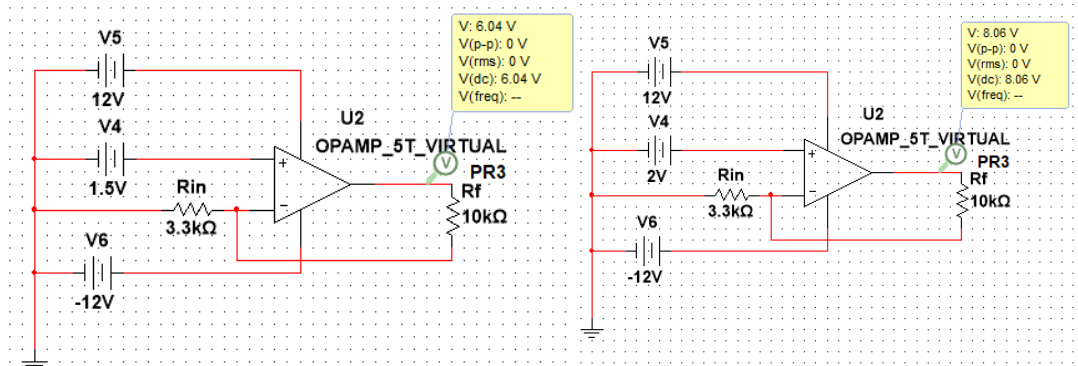 V: 6.04 V
V(p-p): 0 V
V(rms): 0 V
V(dc): 6.04 V
V(freq): --
V5
12V
U2
OPAMP_5T_VIRTUAL
V
PR3
V4
1.5V
+
−
Rin
3.3kΩ
Rf
10kΩ
V6
-12V
V: 8.06 V
V(p-p): 0 V
V(rms): 0 V
V(dc): 8.06 V
V(freq): --
V5
12V
U2
OPAMP_5T_VIRTUAL
V
PR3
V4
2V
+
−
Rin
3.3kΩ
Rf
10kΩ
V6
-12V